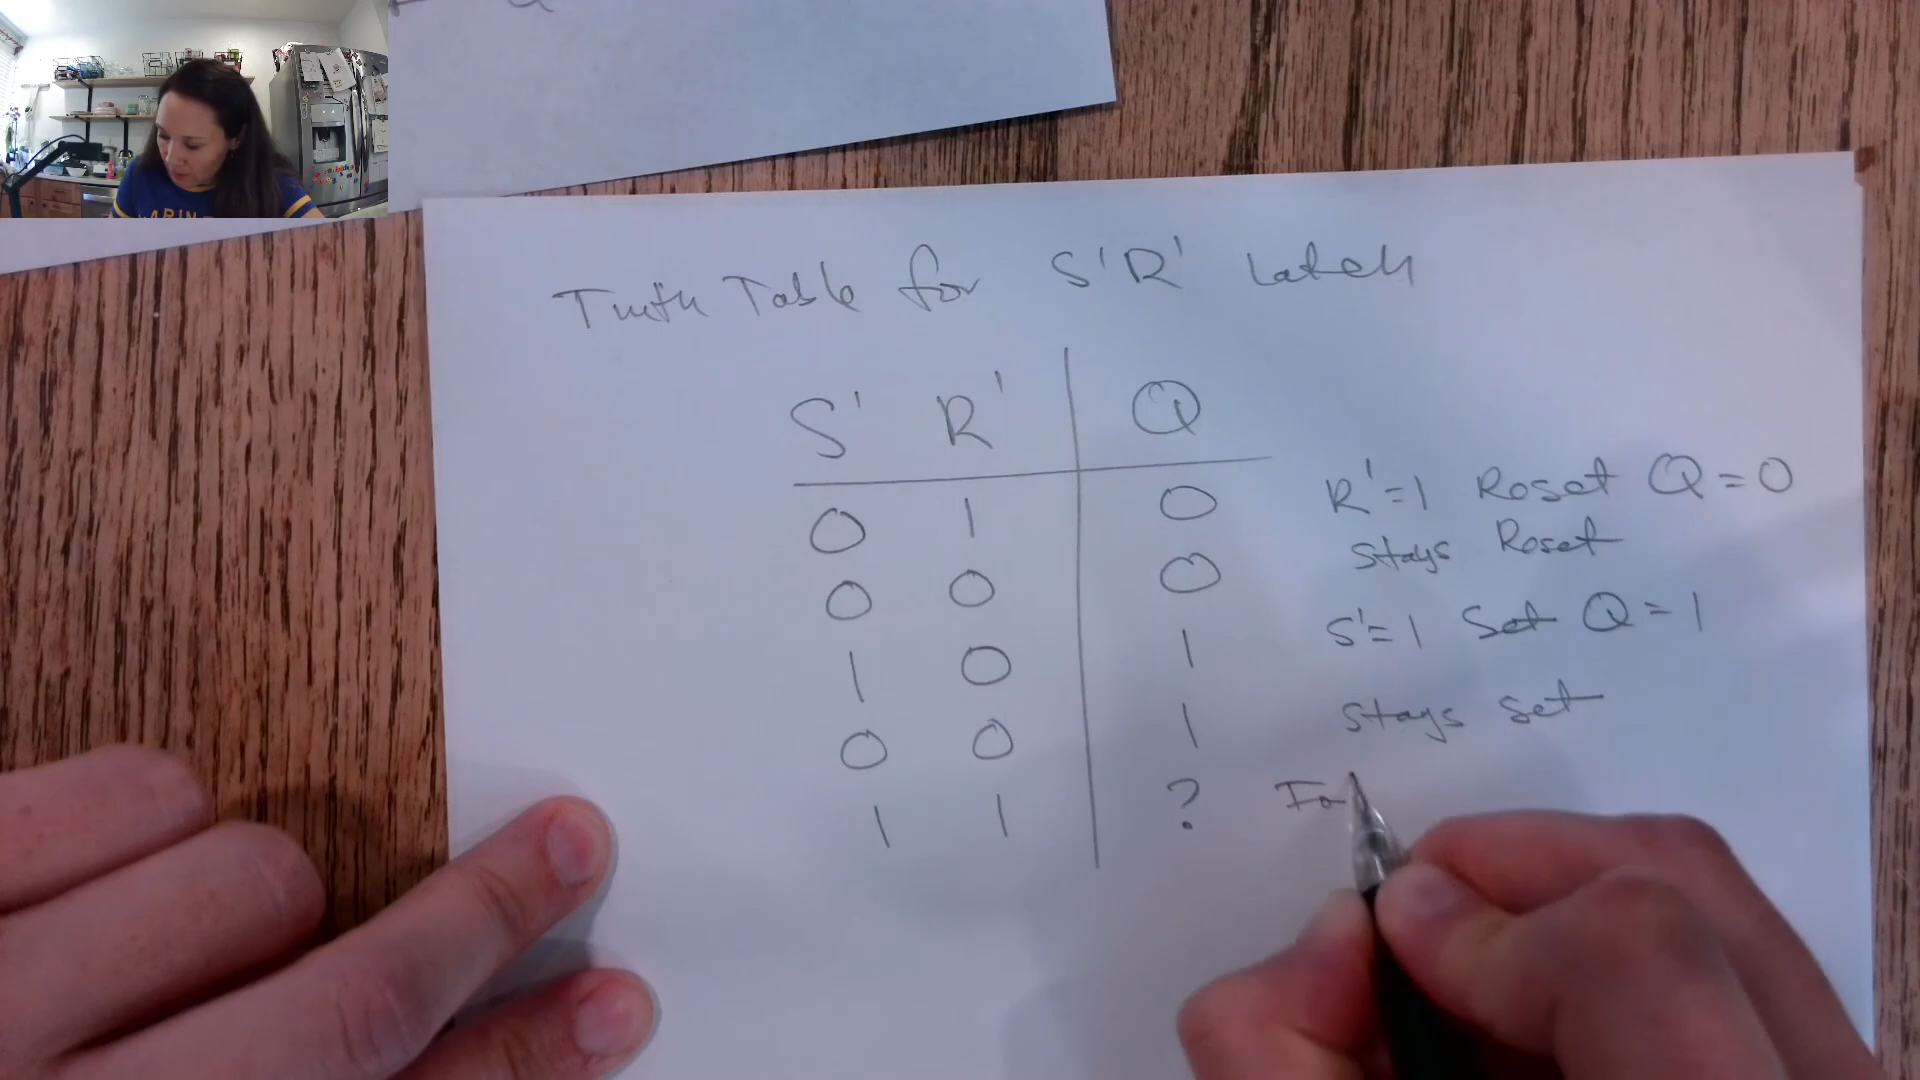 Truth Table for S'R' Latch
S' R' Q
0 1 0 R'=1 Reset Q=0
0 0 0 stays Reset
1 0 1 S'=1 Set Q=1
0 0 1 stays set
1 1 ? Fo